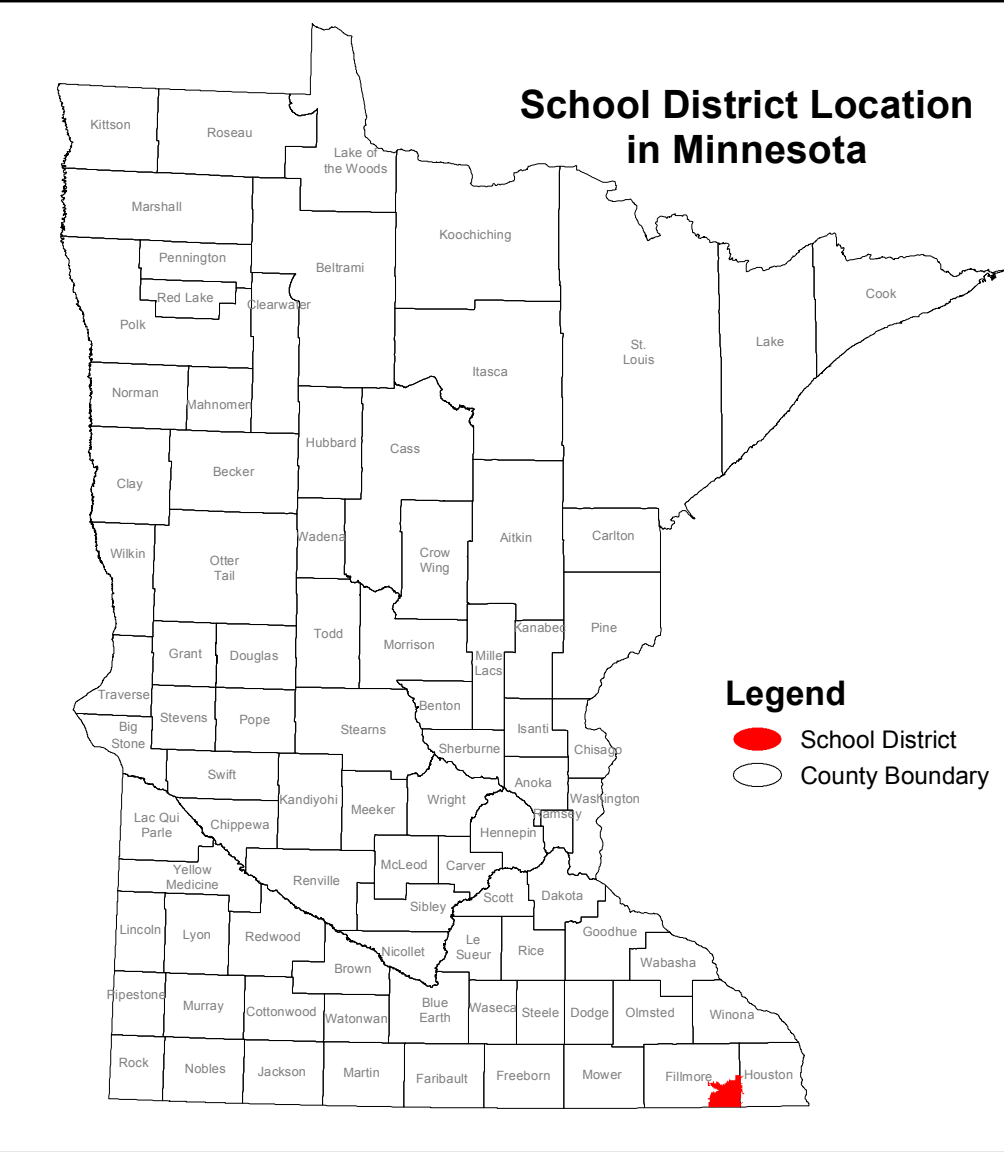 School District Location
in Minnesota
Kittson
Roseau
Lake of
the Woods
Marshall
Koochiching
Pennington
Beltrami
Red Lake
Clearwater
Cook
Polk
St.
Louis
Lake
Itasca
Norman
Mahnomen
Hubbard
Cass
Becker
Clay
Wadena
Aitkin
Carlton
Wilkin
Crow
Wing
Otter
Tail
Todd
Kanabec
Pine
Morrison
Grant
Douglas
Mille
Lacs
Traverse
Benton
Stevens
Pope
Stearns
Isanti
Big
Stone
Sherburne
Chisago
Legend
School District
County Boundary
Swift
Anoka
Kandiyohi
Meeker
Wright
Washington
Ramsey
Lac Qui
Parle
Chippewa
Hennepin
McLeod
Carver
Yellow
Medicine
Renville
Scott
Dakota
Sibley
Lincoln
Lyon
Redwood
Goodhue
Nicollet
Le
Sueur
Rice
Brown
Wabasha
Pipestone
Murray
Cottonwood
Watonwan
Blue
Earth
Waseca
Steele
Dodge
Olmsted
Winona
Rock
Nobles
Jackson
Martin
Faribault
Freeborn
Mower
Fillmore
Houston